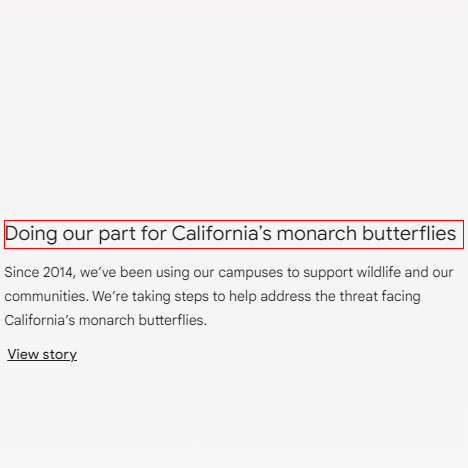 Doing our part for California’s monarch butterflies
Since 2014, we’ve been using our campuses to support wildlife and our
communities. We’re taking steps to help address the threat facing
California’s monarch butterflies.
View story